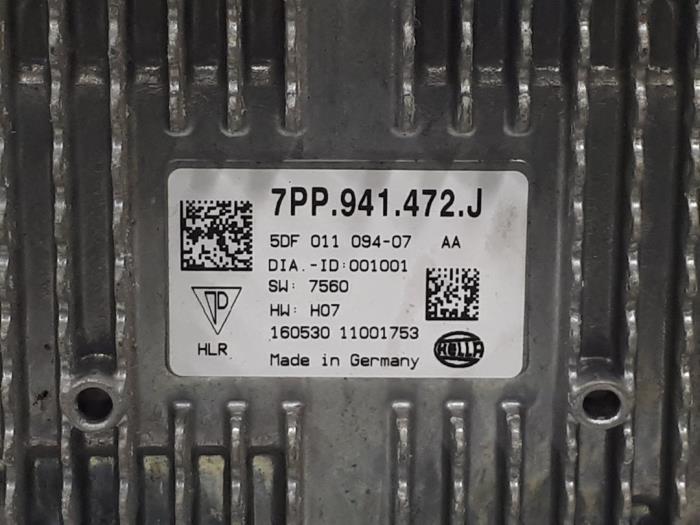 7PP.941.472.J
5DF 011 094-07 AA
DIA.-ID:001001
SW: 7560
HW: H07
160530 11001753
HLR
Made in Germany
HELLA